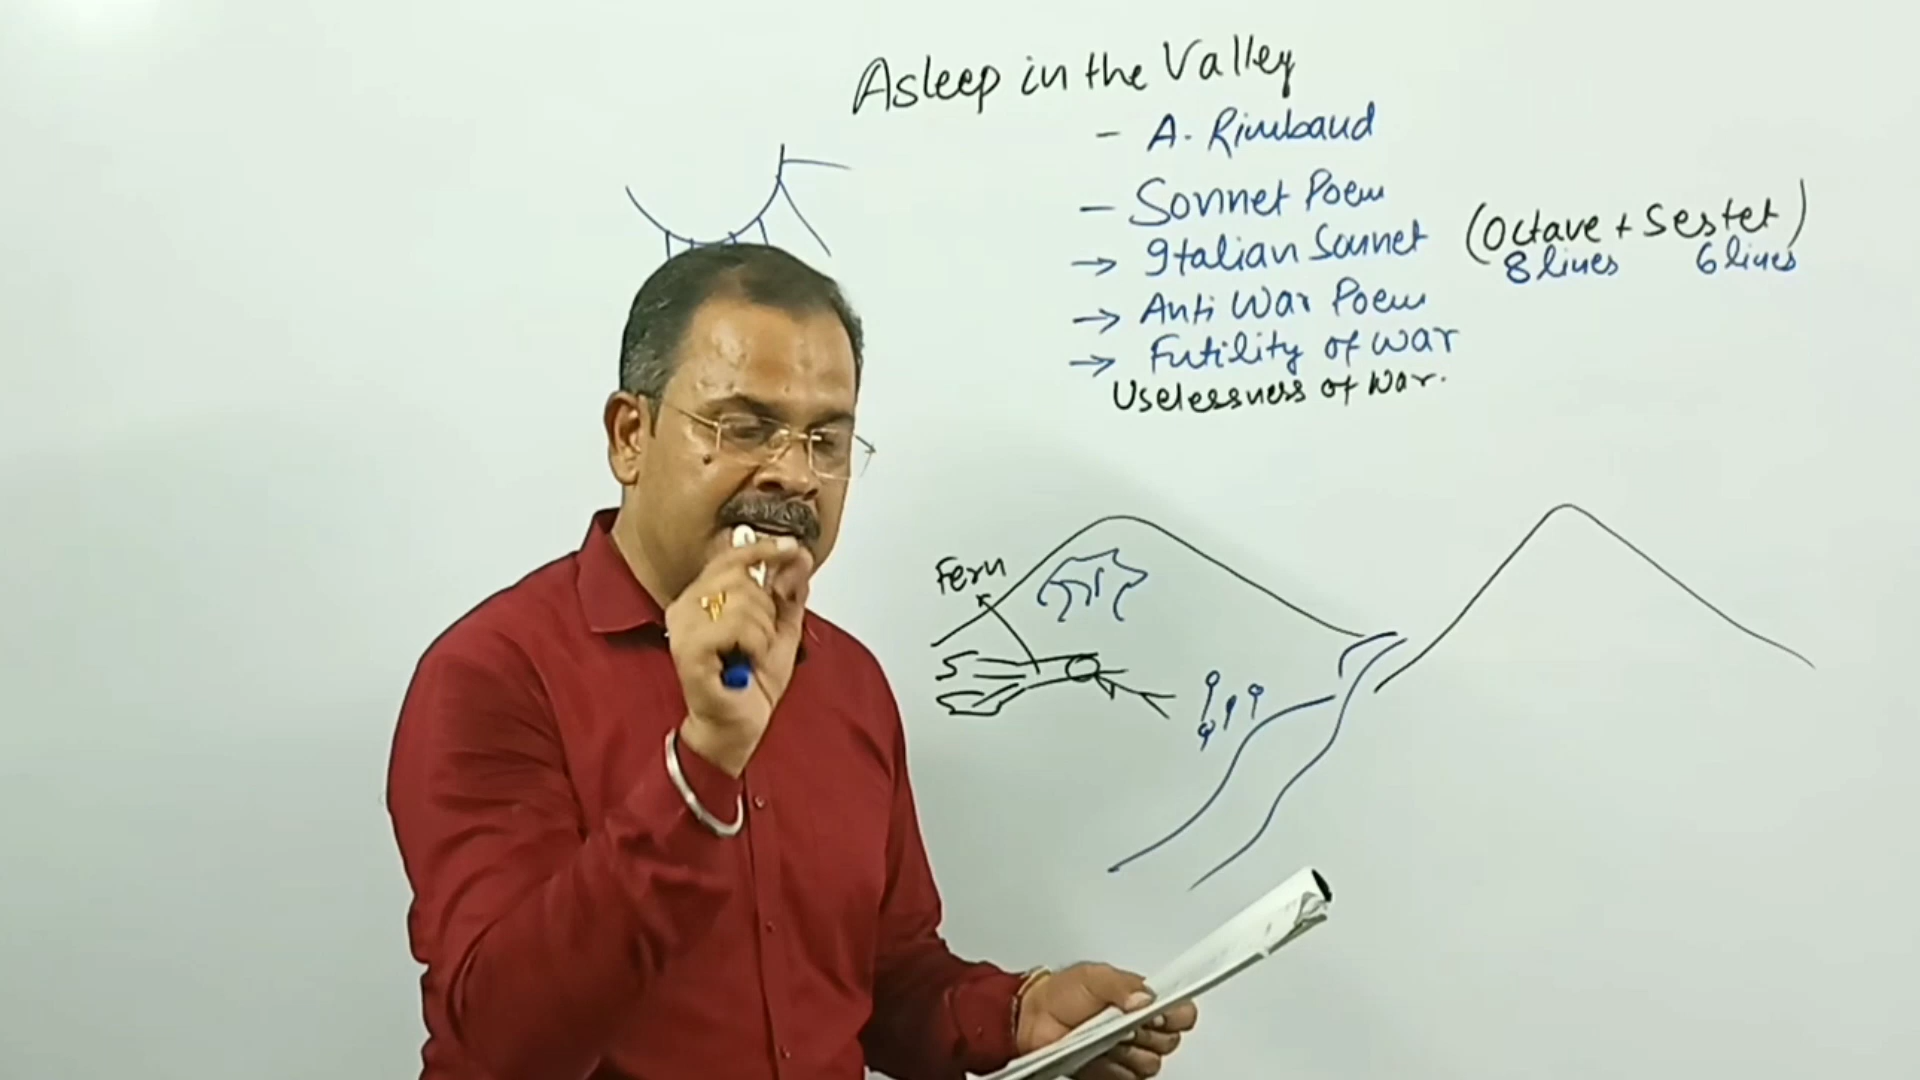 Asleep in the Valley
- A. Rimbaud
- Sonnet Poem
→ Italian Sonnet (Octave + Sestet)
8 lines 6 lines
→ Anti War Poem
→ Futility of war
Uselessness of war.
Fern